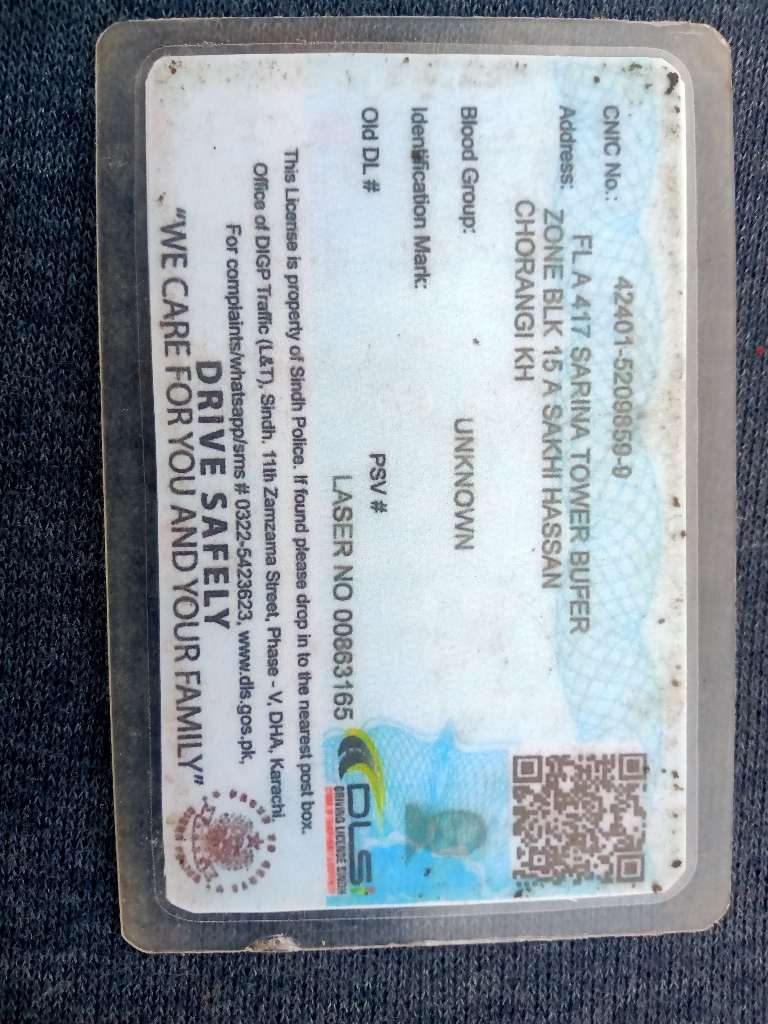 CNIC No.: 42401-5209859-9
Address: FL A 417 SARINA TOWER BUFER
ZONE BLK 15 A SAKHI HASSAN
CHORANGI KH
Blood Group: UNKNOWN
Identification Mark:
Old DL # PSV #
LASER NO 00863165
This License is property of Sindh Police. If found please drop in to the nearest post box.
Office of DIGP Traffic (L&T), Sindh. 11th Zamzama Street, Phase - V, DHA, Karachi.
For complaints/whatsapp/sms # 0322-5423623, www.dls.gos.pk,
DRIVE SAFELY
"WE CARE FOR YOU AND YOUR FAMILY"
DLS
DRIVING LICENSE SINDH